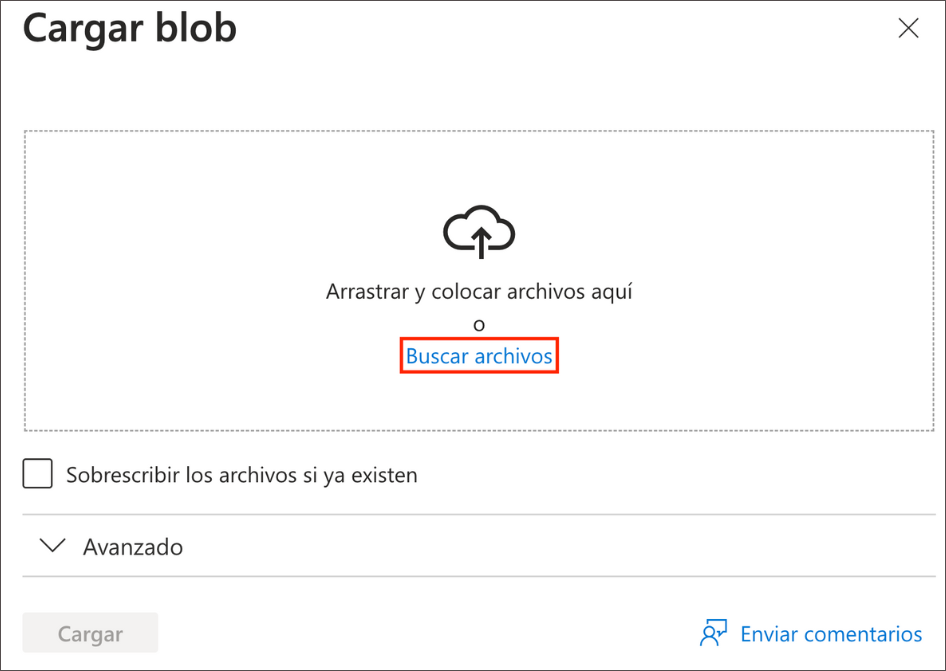 Cargar blob
Arrastrar y colocar archivos aquí
o
Buscar archivos
Sobrescribir los archivos si ya existen
Avanzado
Cargar
Enviar comentarios